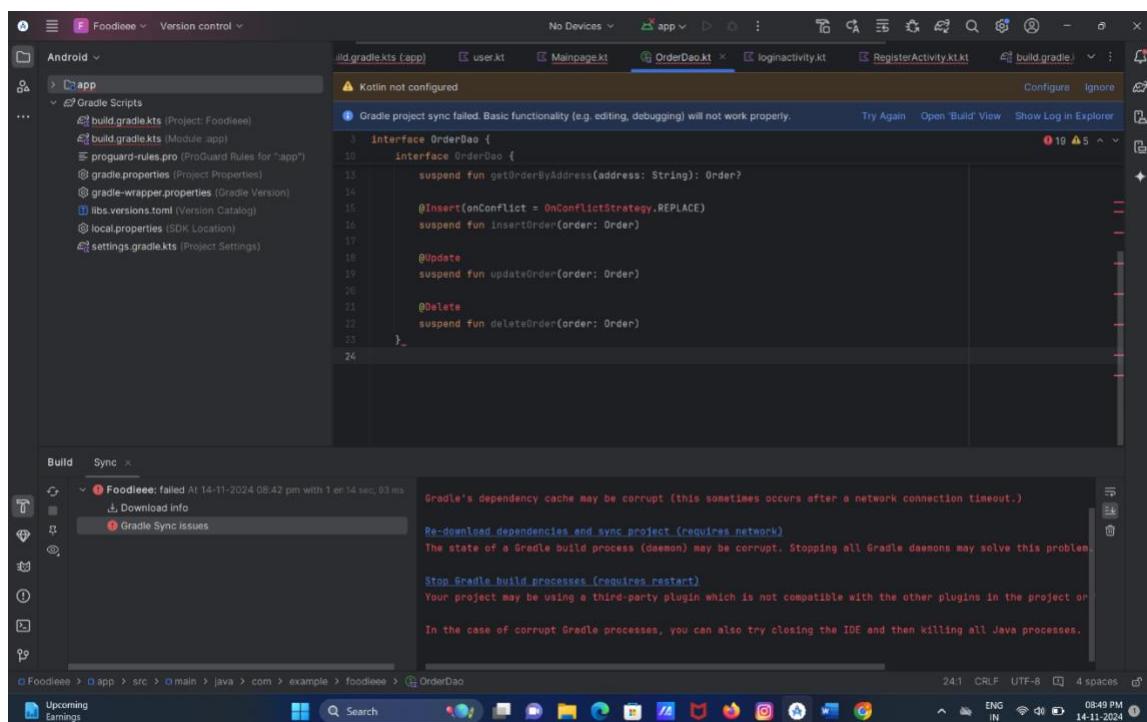 Foodieee
Version control
No Devices
app
Android
app
Gradle Scripts
build.gradle.kts (Project: Foodieee)
build.gradle.kts (Module :app)
proguard-rules.pro (ProGuard Rules for ":app")
gradle.properties (Project Properties)
gradle-wrapper.properties (Gradle Version)
libs.versions.toml (Version Catalog)
local.properties (SDK Location)
settings.gradle.kts (Project Settings)
ild.gradle.kts (:app) user.kt Mainpage.kt OrderDao.kt loginactivity.kt RegisterActivity.kt.kt build.gradle.
Kotlin not configured Configure Ignore
Gradle project sync failed. Basic functionality (e.g. editing, debugging) will not work properly. Try Again Open 'Build' View Show Log in Explorer
19 5
3 interface OrderDao {
10 interface OrderDao {
13 suspend fun getOrderByAddress(address: String): Order?
14
15 @Insert(onConflict = OnConflictStrategy.REPLACE)
16 suspend fun insertOrder(order: Order)
17
18 @Update
19 suspend fun updateOrder(order: Order)
20
21 @Delete
22 suspend fun deleteOrder(order: Order)
23 }
24
Build Sync
Foodieee: failed At 14-11-2024 08:42 pm with 1 er 14 sec, 93 ms
Download info
Gradle Sync issues
Gradle's dependency cache may be corrupt (this sometimes occurs after a network connection timeout.)
Re-download dependencies and sync project (requires network)
The state of a Gradle build process (daemon) may be corrupt. Stopping all Gradle daemons may solve this problem.
Stop Gradle build processes (requires restart)
Your project may be using a third-party plugin which is not compatible with the other plugins in the project or
In the case of corrupt Gradle processes, you can also try closing the IDE and then killing all Java processes.
Foodieee > app > src > main > java > com > example > foodieee > OrderDao
24:1 CRLF UTF-8 4 spaces
Upcoming
Earnings
Search
ENG
IN
08:49 PM
14-11-2024